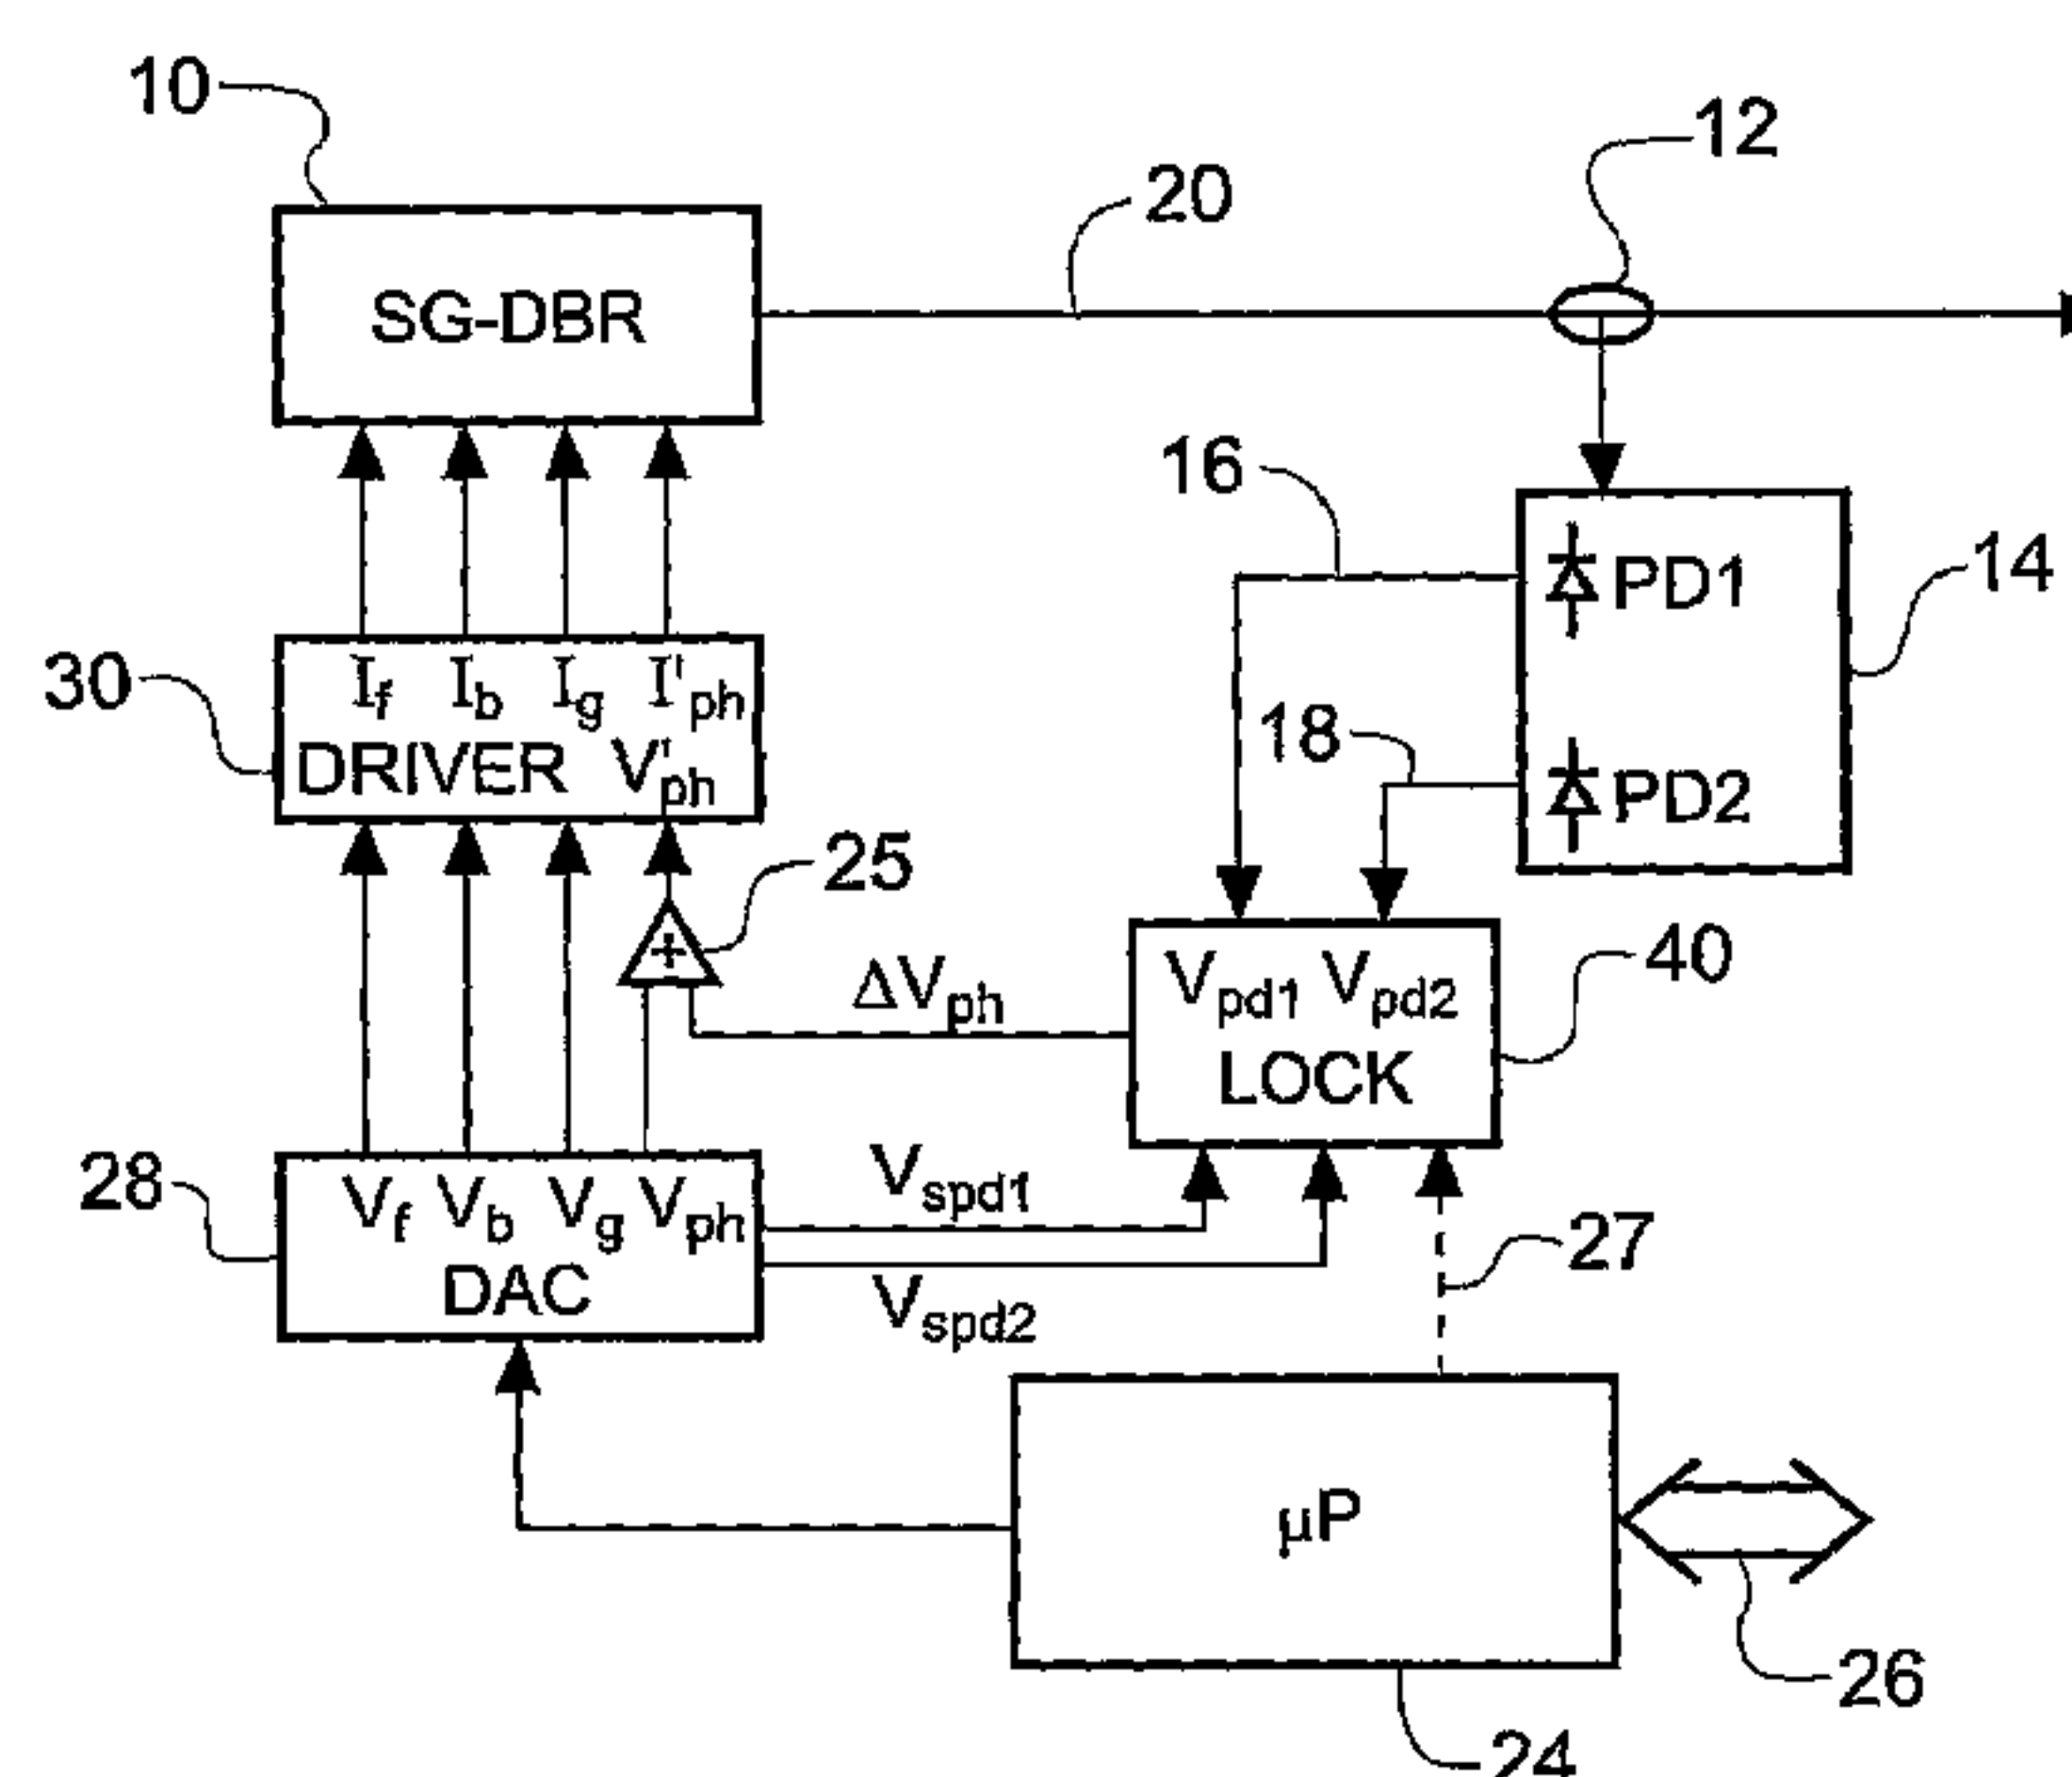 10
12
20
SG-DBR
16
14
PD1
30
I_f I_b I_g I'_ph
DRIVER V'_ph
18
PD2
25
40
ΔV_ph
V_pd1 V_pd2
LOCK
28
V_f V_b V_g V_ph
DAC
V_spd1
V_spd2
27
μP
26
24